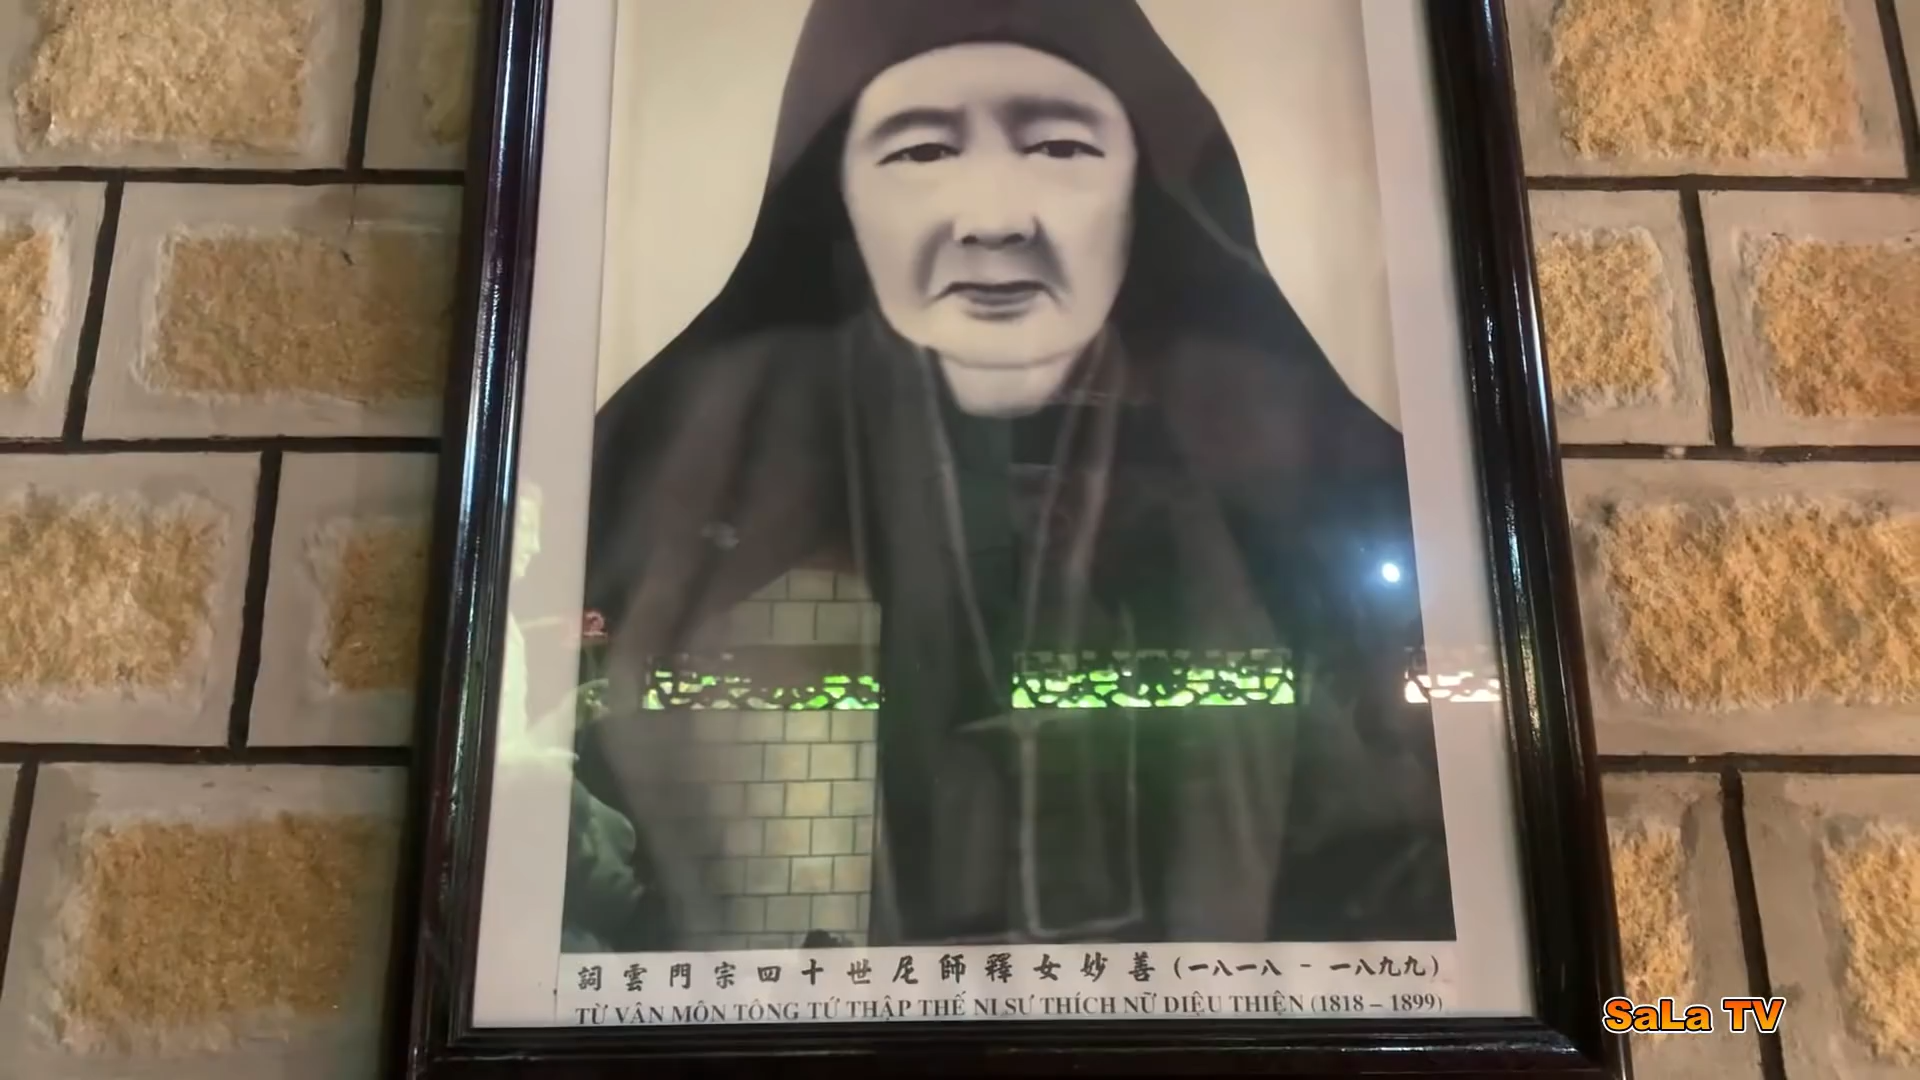 詞雲門宗四十世尼師釋女妙善(一八一八 - 一八九九)
TỪ VÂN MÔN TÔNG TỨ THẬP THẾ NI SƯ THÍCH NỮ DIỆU THIỆN (1818 – 1899)
SaLa TV